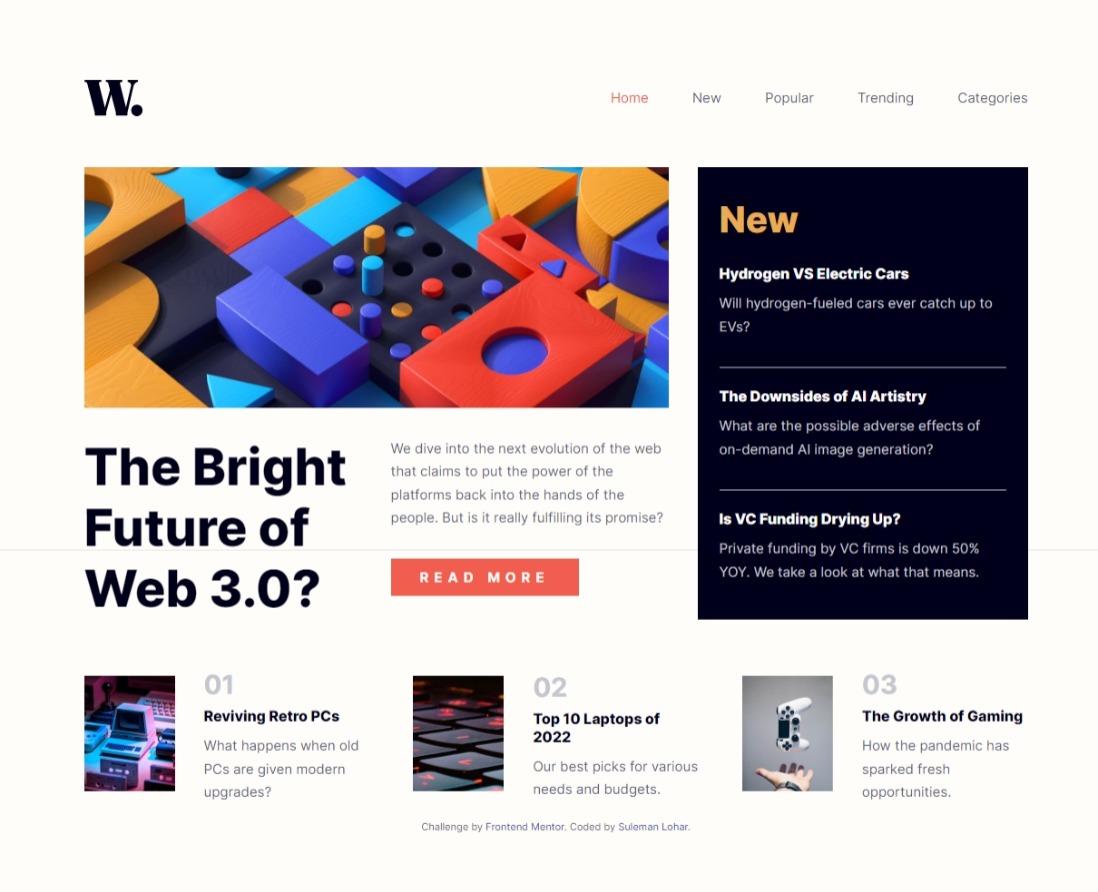 W.
Home New Popular Trending Categories
The Bright
Future of
Web 3.0?
We dive into the next evolution of the web
that claims to put the power of the
platforms back into the hands of the
people. But is it really fulfilling its promise?
READ MORE
New
Hydrogen VS Electric Cars
Will hydrogen-fueled cars ever catch up to
EVs?
The Downsides of AI Artistry
What are the possible adverse effects of
on-demand AI image generation?
Is VC Funding Drying Up?
Private funding by VC firms is down 50%
YOY. We take a look at what that means.
01
Reviving Retro PCs
What happens when old
PCs are given modern
upgrades?
02
Top 10 Laptops of
2022
Our best picks for various
needs and budgets.
03
The Growth of Gaming
How the pandemic has
sparked fresh
opportunities.
Challenge by Frontend Mentor. Coded by Suleman Lohar.